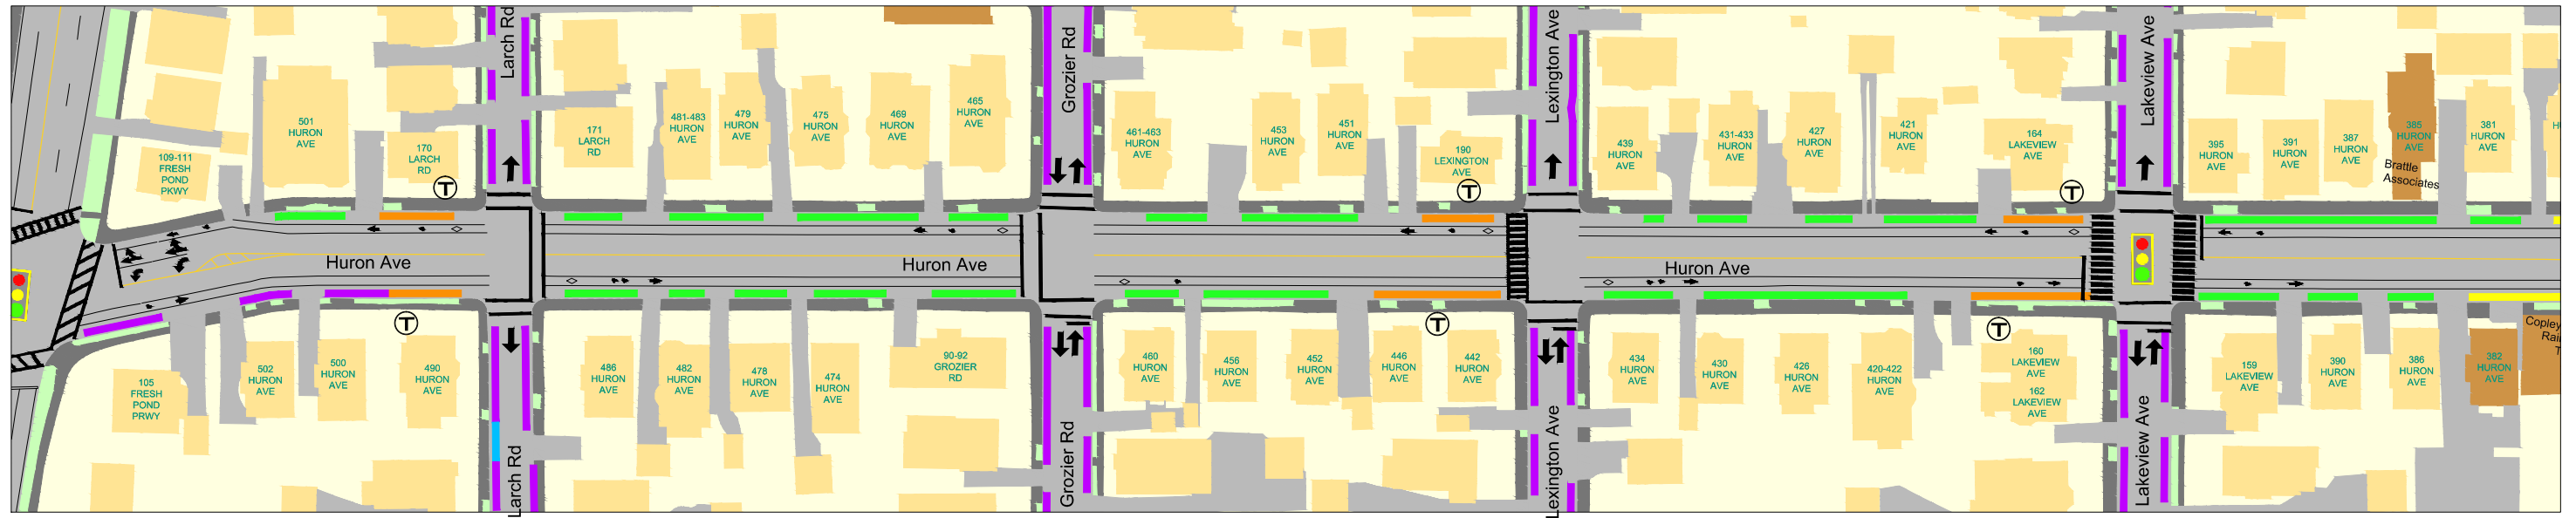 Larch Rd
Grozier Rd
Lexington Ave
Lakeview Ave
109-111
FRESH
POND
PKWY
501
HURON
AVE
170
LARCH
RD
T
171
LARCH
RD
481-483
HURON
AVE
479
HURON
AVE
475
HURON
AVE
469
HURON
AVE
465
HURON
AVE
461-463
HURON
AVE
453
HURON
AVE
451
HURON
AVE
190
LEXINGTON
AVE
T
439
HURON
AVE
431-433
HURON
AVE
427
HURON
AVE
421
HURON
AVE
164
LAKEVIEW
AVE
T
395
HURON
AVE
391
HURON
AVE
387
HURON
AVE
385
HURON
AVE
Brattle
Associates
381
HURON
AVE
Huron Ave
Huron Ave
Huron Ave
105
FRESH
POND
PRWY
502
HURON
AVE
500
HURON
AVE
T
490
HURON
AVE
486
HURON
AVE
482
HURON
AVE
478
HURON
AVE
474
HURON
AVE
90-92
GROZIER
RD
460
HURON
AVE
456
HURON
AVE
452
HURON
AVE
446
HURON
AVE
T
442
HURON
AVE
434
HURON
AVE
430
HURON
AVE
426
HURON
AVE
420-422
HURON
AVE
T
160
LAKEVIEW
AVE
162
LAKEVIEW
AVE
159
LAKEVIEW
AVE
390
HURON
AVE
386
HURON
AVE
382
HURON
AVE
Copley
Rai
T
Larch Rd
Grozier Rd
Lexington Ave
Lakeview Ave